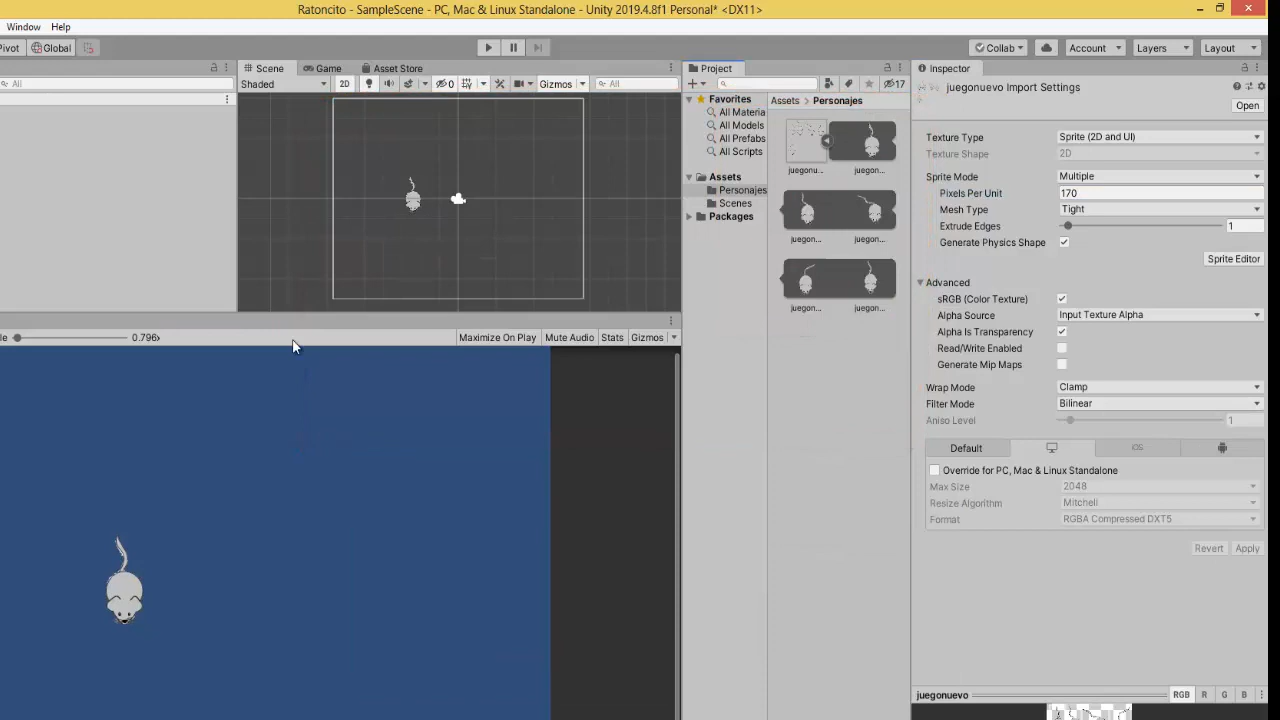 Ratoncito - SampleScene - PC, Mac & Linux Standalone - Unity 2019.4.8f1 Personal* <DX11>
Window Help
Pivot Global Collab Account Layers Layout
All
Scene Game Asset Store
Shaded 2D 0 Gizmos All
Project
17
Favorites
All Materia
All Models
All Prefabs
All Scripts
Assets
Personajes
Scenes
Packages
Assets Personajes
juegonu... juegon...
juegon... juegon...
juegon... juegon...
0.796x Maximize On Play Mute Audio Stats Gizmos
Inspector
juegonuevo Import Settings
Open
Texture Type Sprite (2D and UI)
Texture Shape 2D
Sprite Mode Multiple
Pixels Per Unit 170
Mesh Type Tight
Extrude Edges 1
Generate Physics Shape
Sprite Editor
Advanced
sRGB (Color Texture)
Alpha Source Input Texture Alpha
Alpha Is Transparency
Read/Write Enabled
Generate Mip Maps
Wrap Mode Clamp
Filter Mode Bilinear
Aniso Level 1
Default
Override for PC, Mac & Linux Standalone
Max Size 2048
Resize Algorithm Mitchell
Format RGBA Compressed DXT5
Revert Apply
juegonuevo RGB R G B